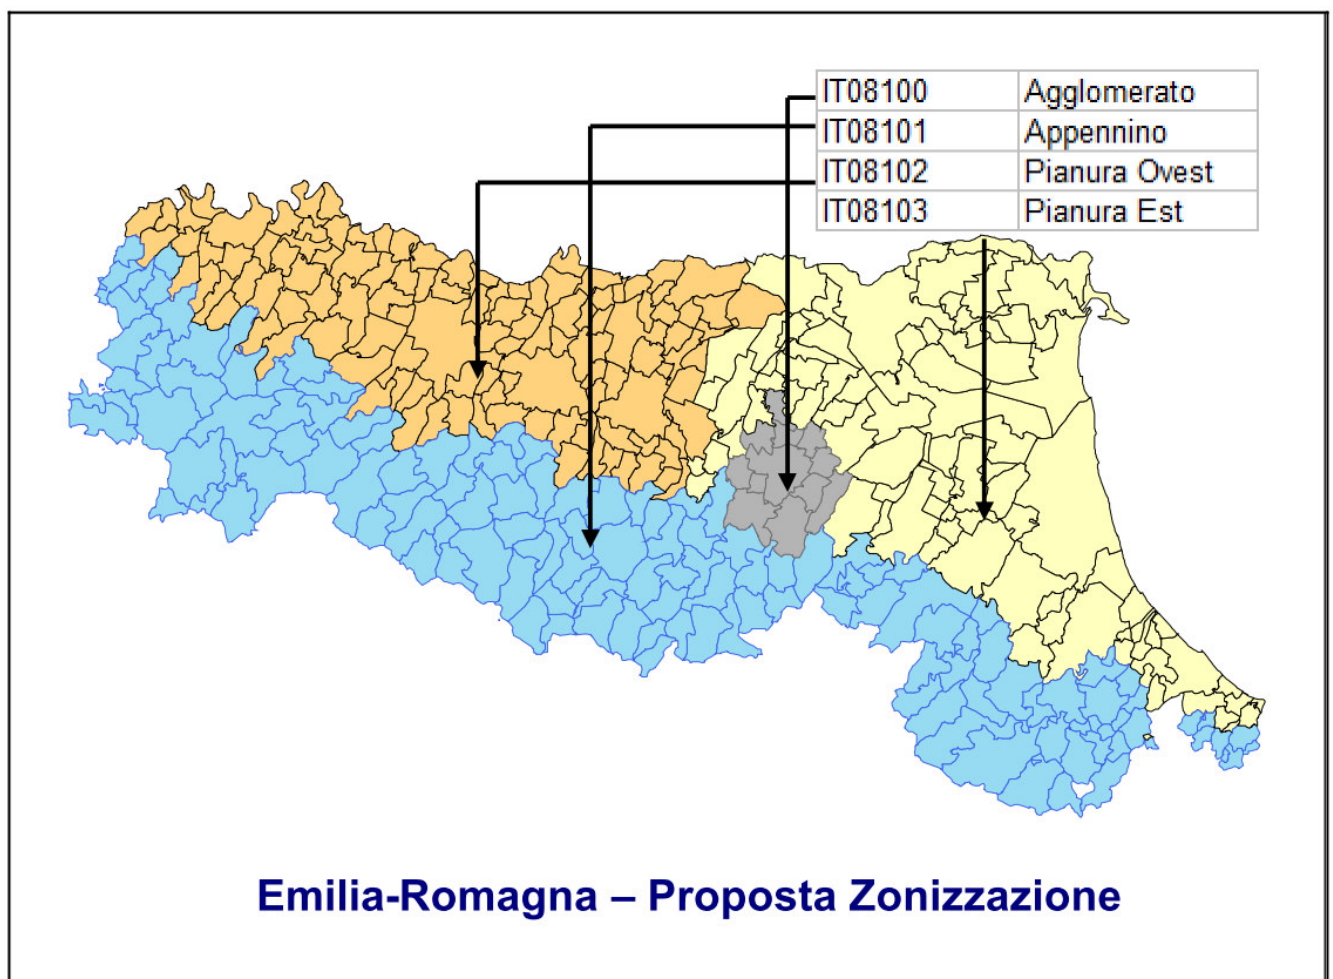 IT08100 Agglomerato
IT08101 Appennino
IT08102 Pianura Ovest
IT08103 Pianura Est
Emilia-Romagna – Proposta Zonizzazione